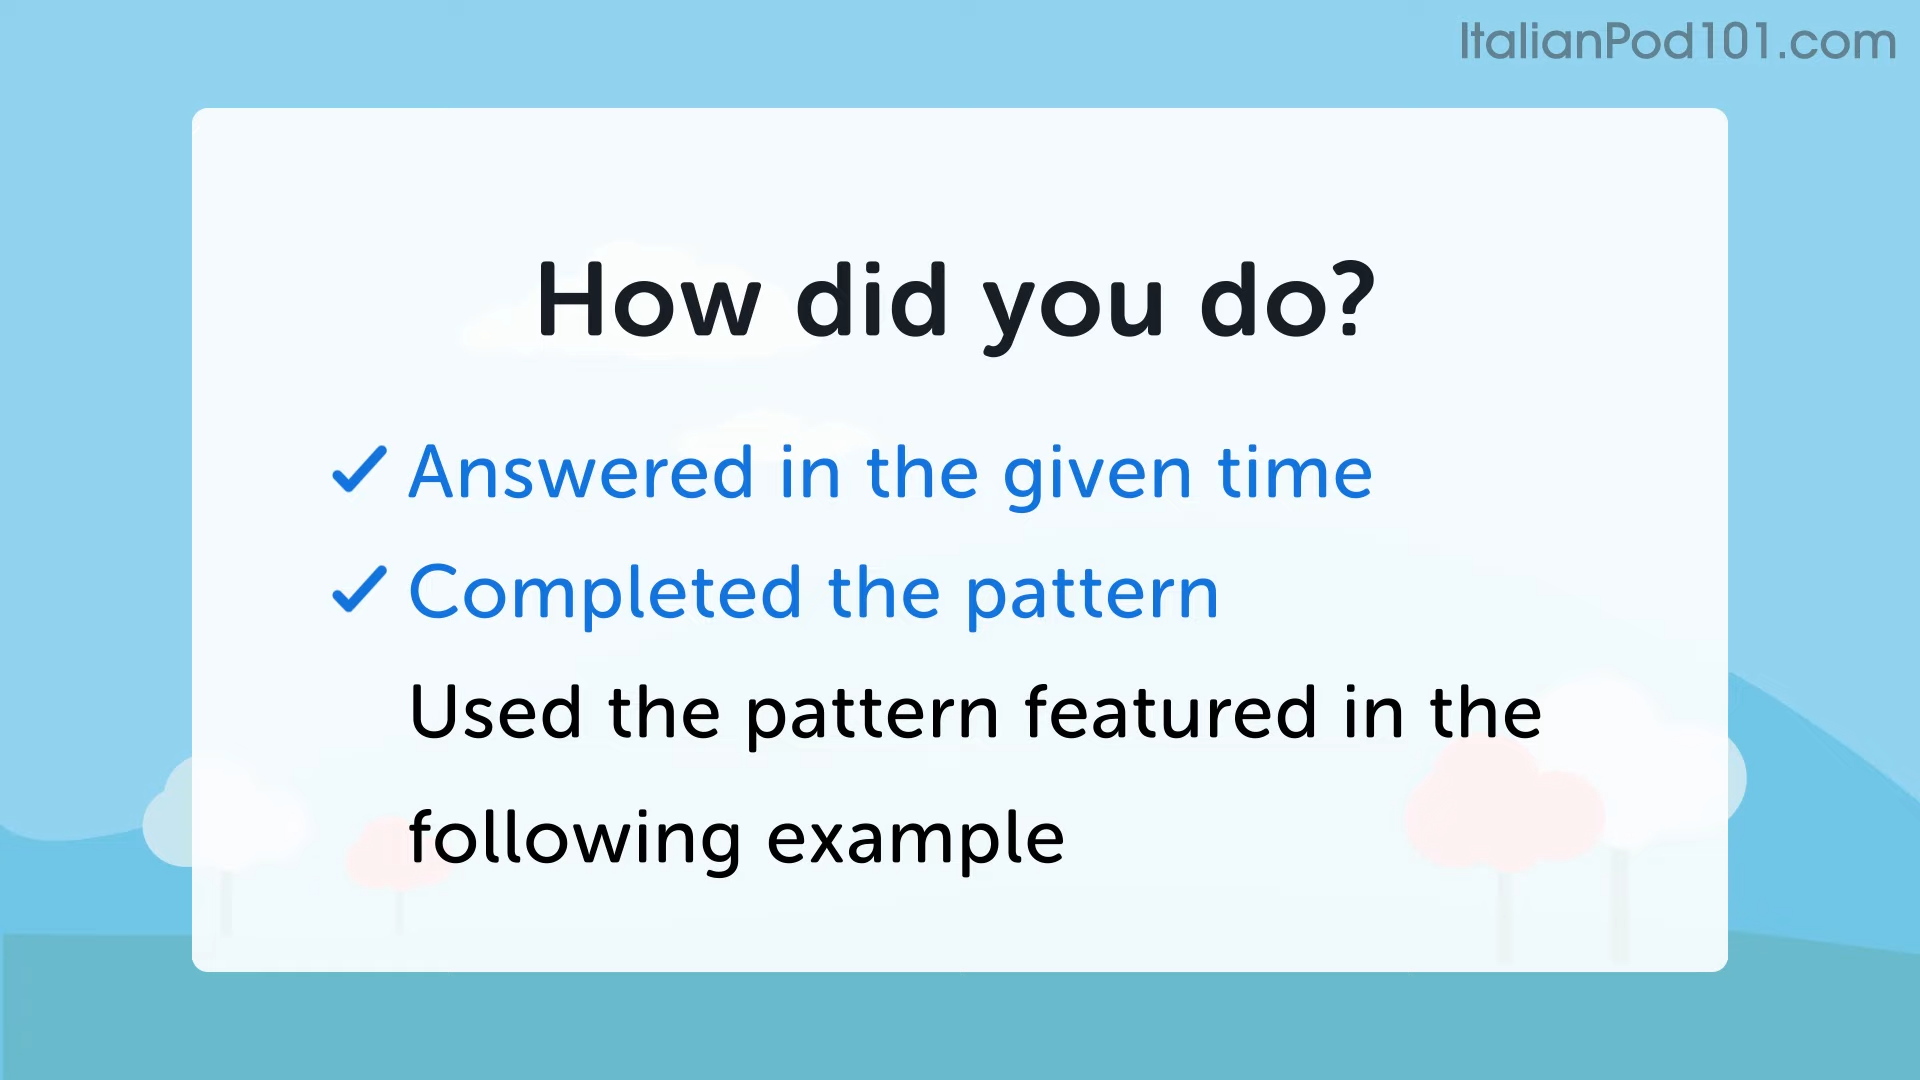 ItalianPod101.com
How did you do?
Answered in the given time
Completed the pattern
Used the pattern featured in the
following example